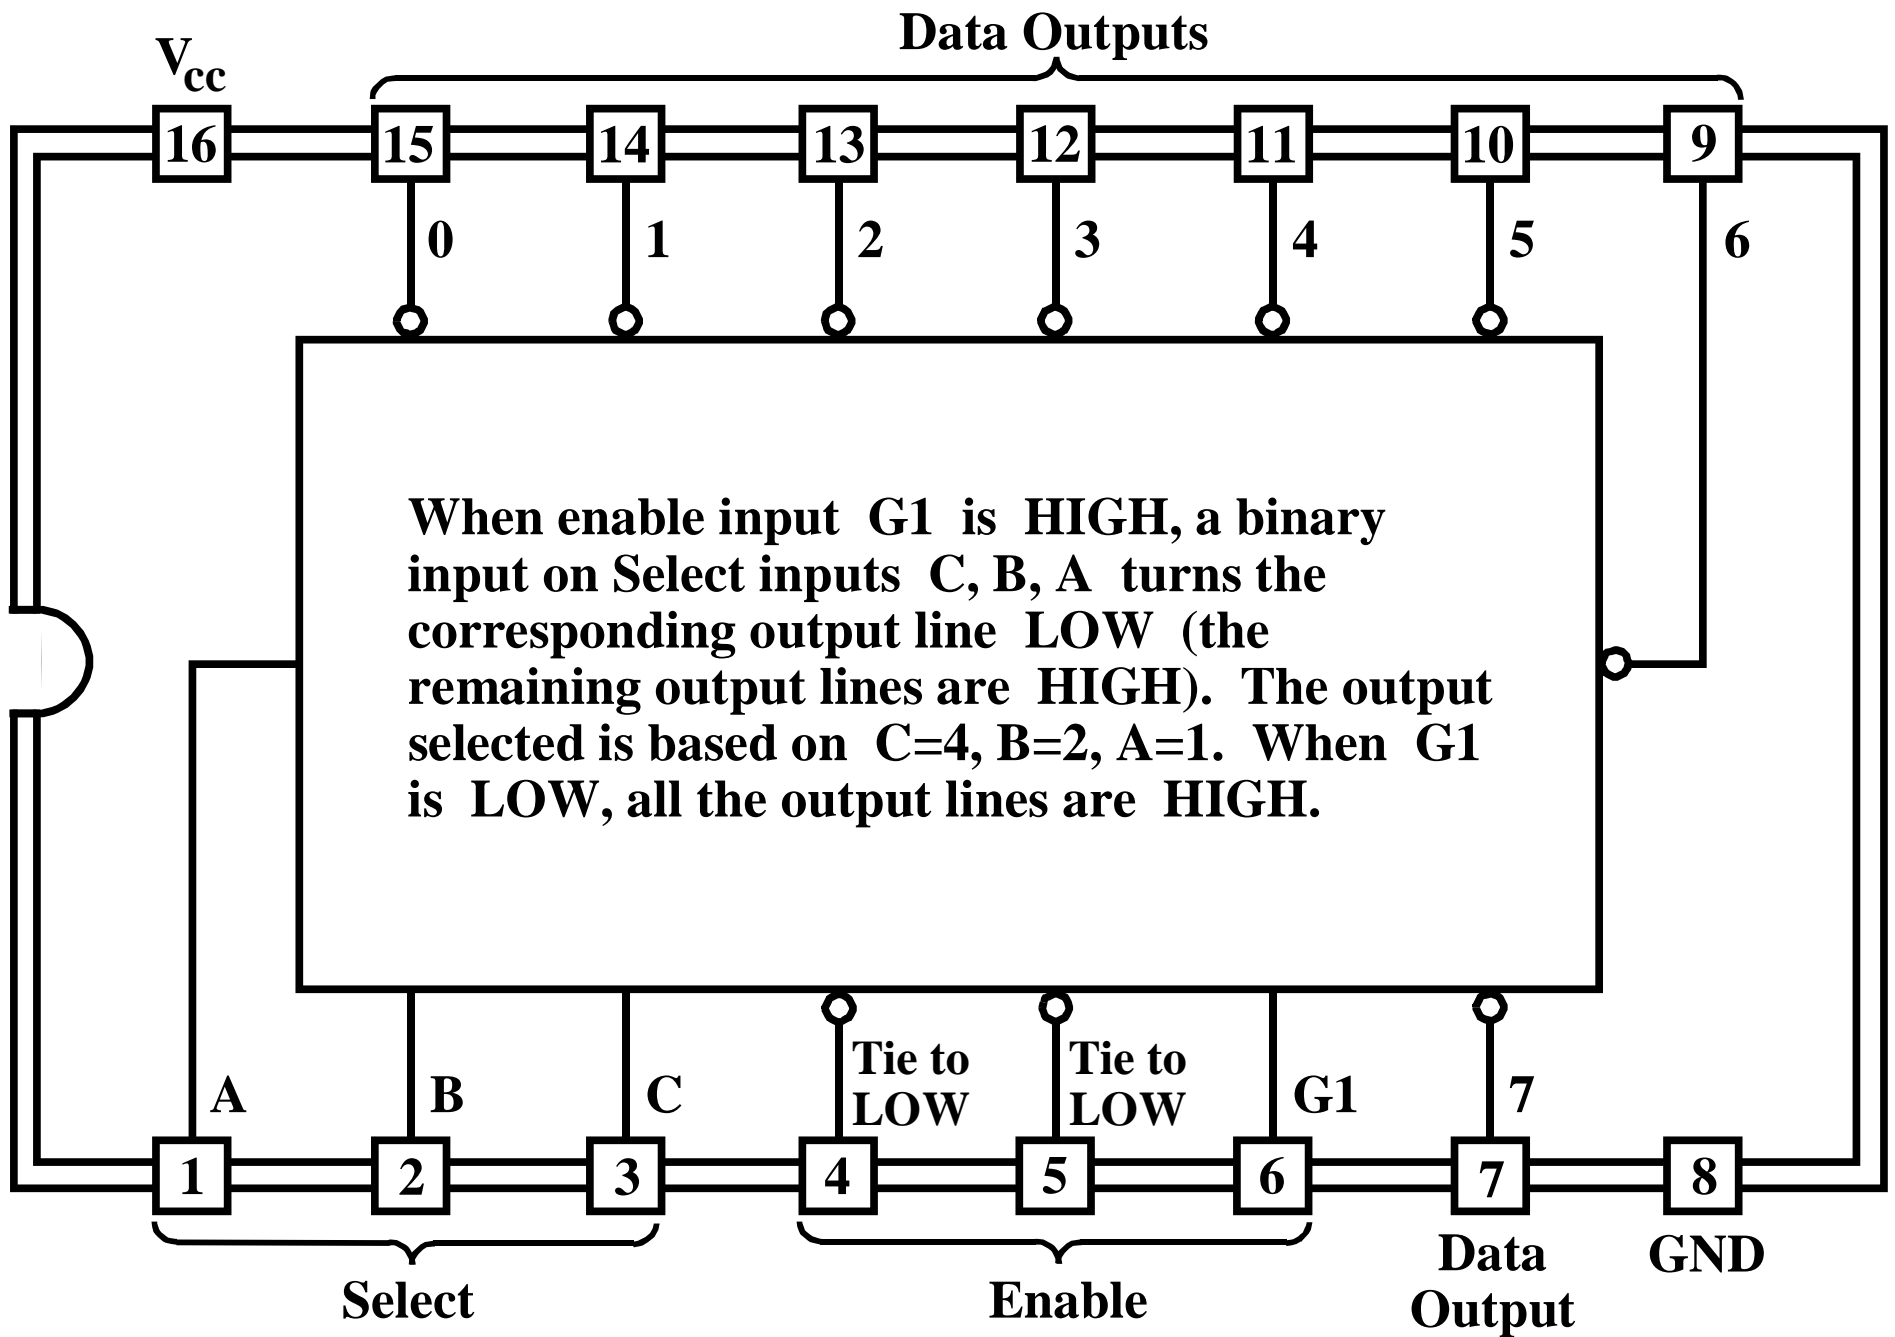 Data Outputs
Vcc
16 15 14 13 12 11 10 9
0 1 2 3 4 5 6
When enable input G1 is HIGH, a binary
input on Select inputs C, B, A turns the
corresponding output line LOW (the
remaining output lines are HIGH). The output
selected is based on C=4, B=2, A=1. When G1
is LOW, all the output lines are HIGH.
A B C
Tie to
LOW
Tie to
LOW
G1 7
1 2 3 4 5 6 7 8
Select
Enable
Data
Output
GND